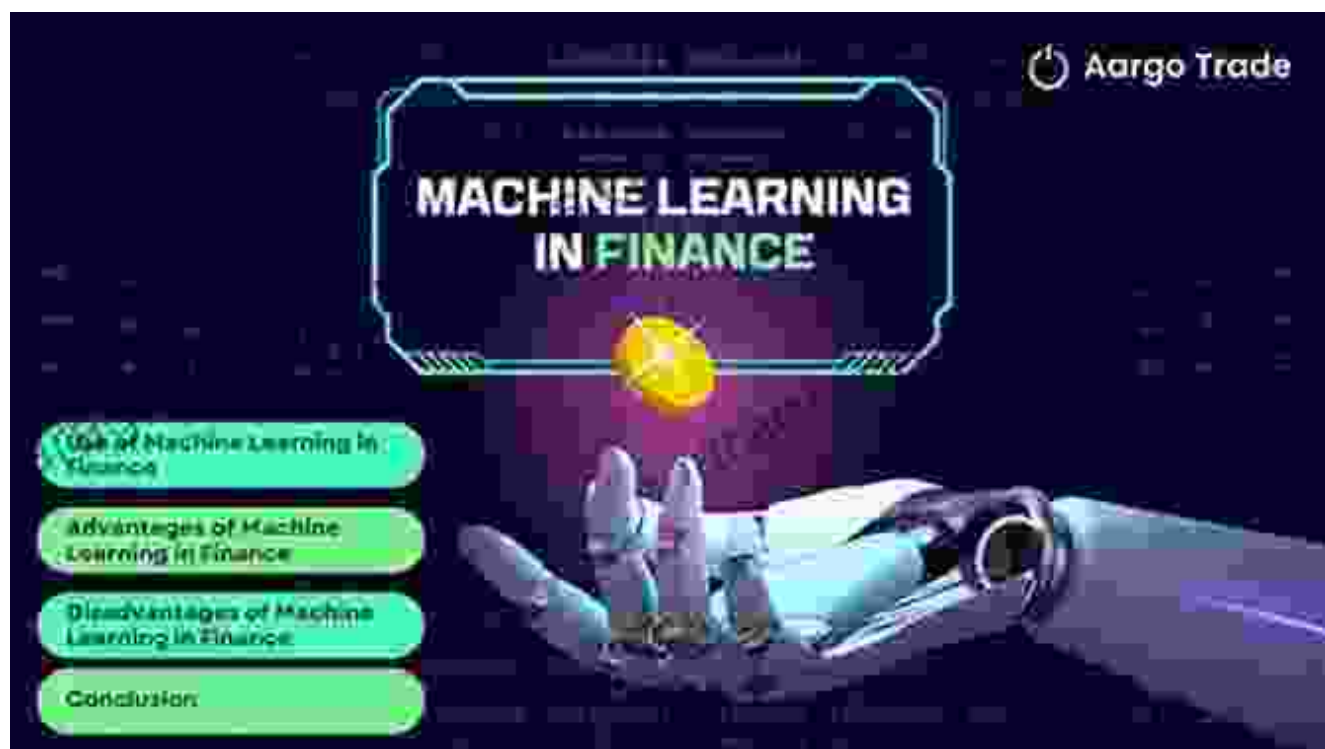 Aargo Trade
MACHINE LEARNING
IN FINANCE
Use of Machine Learning in
Finance
Advantages of Machine
Learning in Finance
Disadvantages of Machine
Learning in Finance
Conclusion